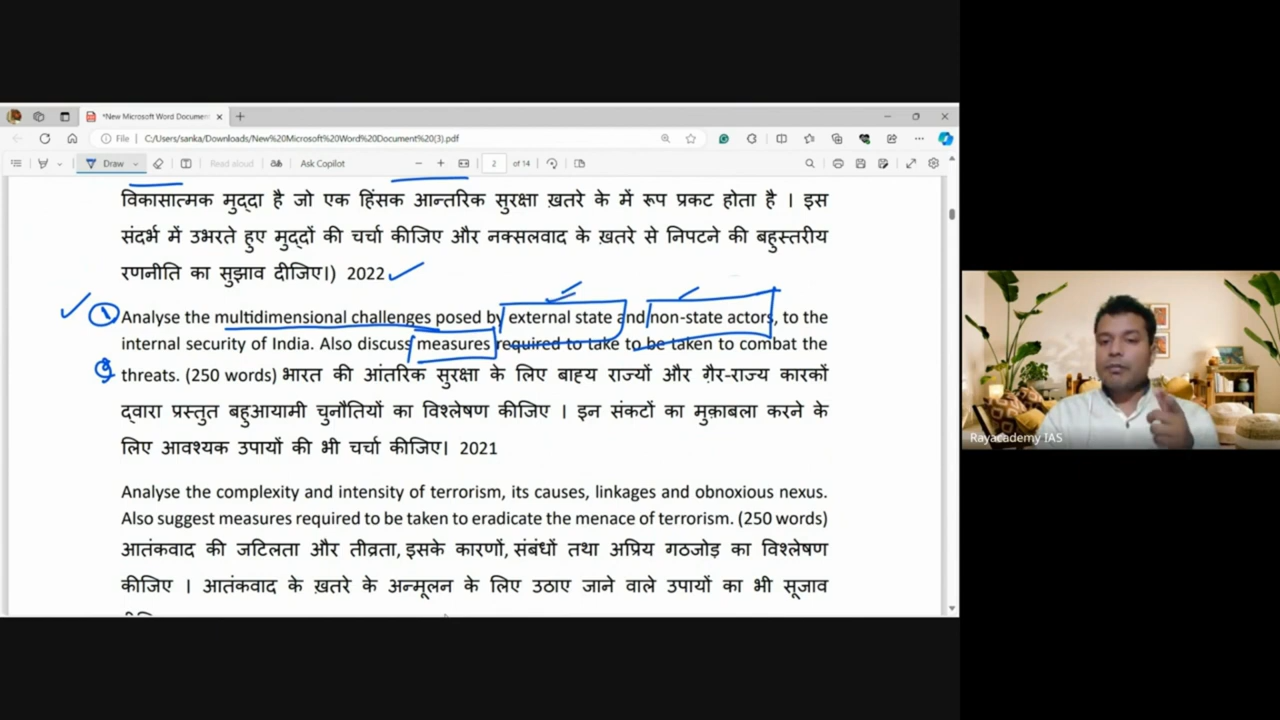 *New Microsoft Word Documen
File C:/Users/sanka/Downloads/New%20Microsoft%20Word%20Document%20(3).pdf
Draw Read aloud Ask Copilot 2 of 14
विकासात्मक मुद्दा है जो एक हिंसक आन्तरिक सुरक्षा ख़तरे के में रूप प्रकट होता है । इस
संदर्भ में उभरते हुए मुद्दों की चर्चा कीजिए और नक्सलवाद के ख़तरे से निपटने की बहुस्तरीय
रणनीति का सुझाव दीजिए।) 2022
Analyse the multidimensional challenges posed by external state and non-state actors, to the
internal security of India. Also discuss measures required to take to be taken to combat the
threats. (250 words) भारत की आंतरिक सुरक्षा के लिए बाह्य राज्यों और ग़ैर-राज्य कारकों
द्वारा प्रस्तुत बहुआयामी चुनौतियों का विश्लेषण कीजिए । इन संकटों का मुक़ाबला करने के
लिए आवश्यक उपायों की भी चर्चा कीजिए। 2021
Analyse the complexity and intensity of terrorism, its causes, linkages and obnoxious nexus.
Also suggest measures required to be taken to eradicate the menace of terrorism. (250 words)
आतंकवाद की जटिलता और तीव्रता, इसके कारणों, संबंधों तथा अप्रिय गठजोड़ का विश्लेषण
कीजिए । आतंकवाद के ख़तरे के अन्मूलन के लिए उठाए जाने वाले उपायों का भी सूजाव
Rayacademy IAS